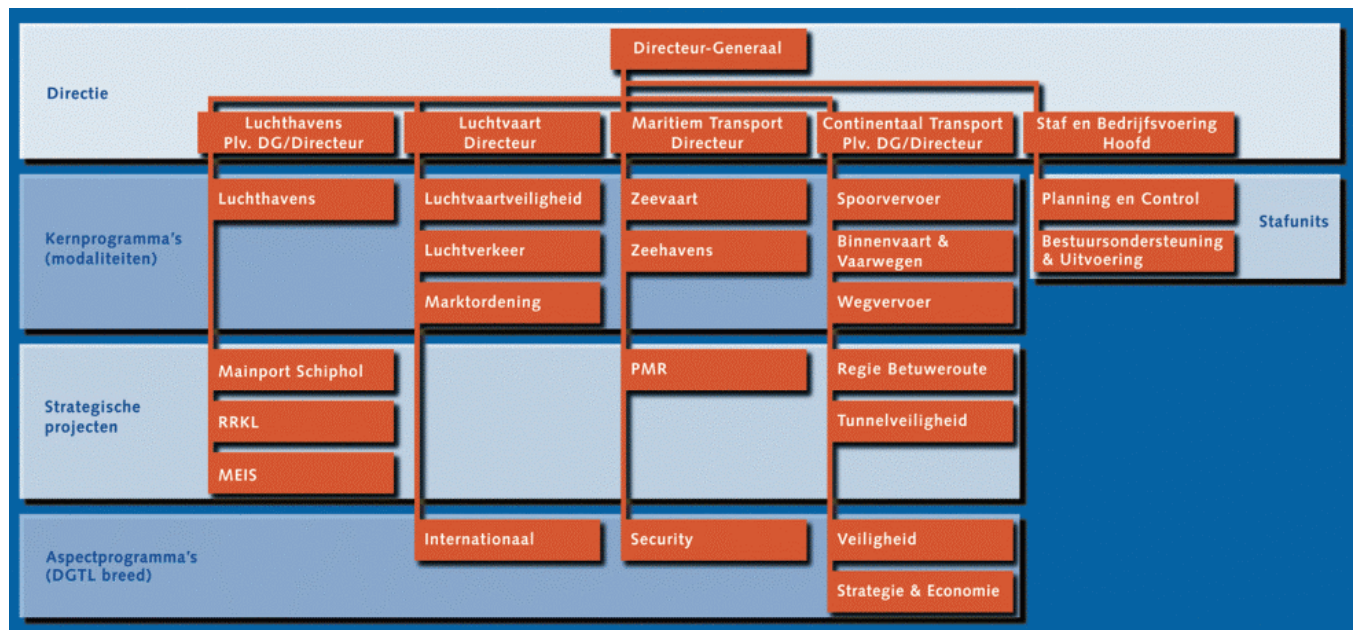 Directeur-Generaal
Directie
Luchthavens
Plv. DG/Directeur
Luchtvaart
Directeur
Maritiem Transport
Directeur
Continentaal Transport
Plv. DG/Directeur
Staf en Bedrijfsvoering
Hoofd
Kernprogramma's
(modaliteiten)
Luchthavens
Luchtvaartveiligheid
Luchtverkeer
Marktordening
Zeevaart
Zeehavens
Spoorvervoer
Binnenvaart &
Vaarwegen
Wegvervoer
Planning en Control
Bestuursondersteuning
& Uitvoering
Stafunits
Strategische
projecten
Mainport Schiphol
RRKL
MEIS
PMR
Regie Betuweroute
Tunnelveiligheid
Aspectprogramma's
(DGTL breed)
Internationaal
Security
Veiligheid
Strategie & Economie